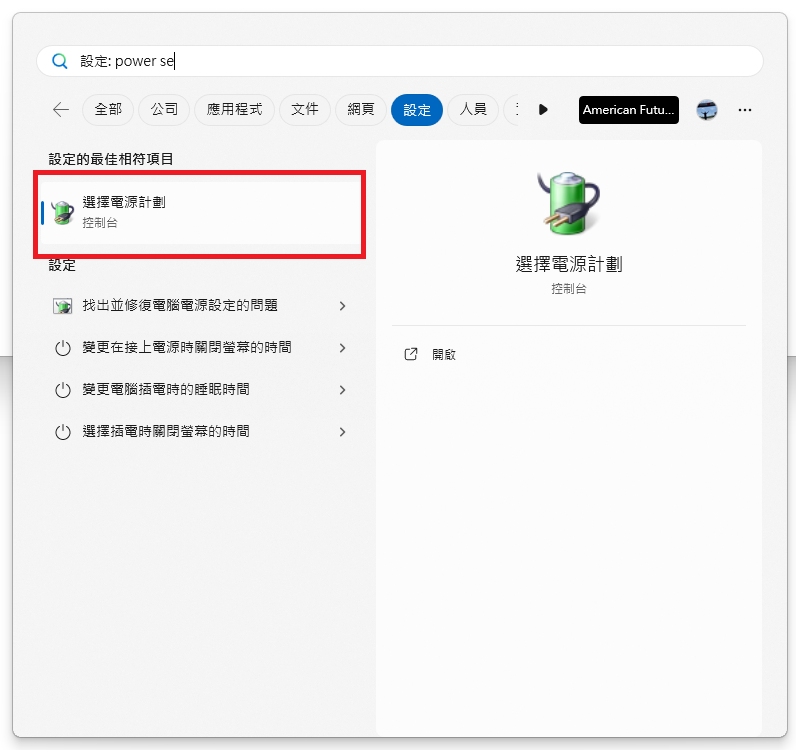 設定: power se
全部
公司
應用程式
文件
網頁
設定
人員
American Futu...
設定的最佳相符項目
選擇電源計劃
控制台
設定
找出並修復電腦電源設定的問題
變更在接上電源時關閉螢幕的時間
變更電腦插電時的睡眠時間
選擇插電時關閉螢幕的時間
選擇電源計劃
控制台
開啟